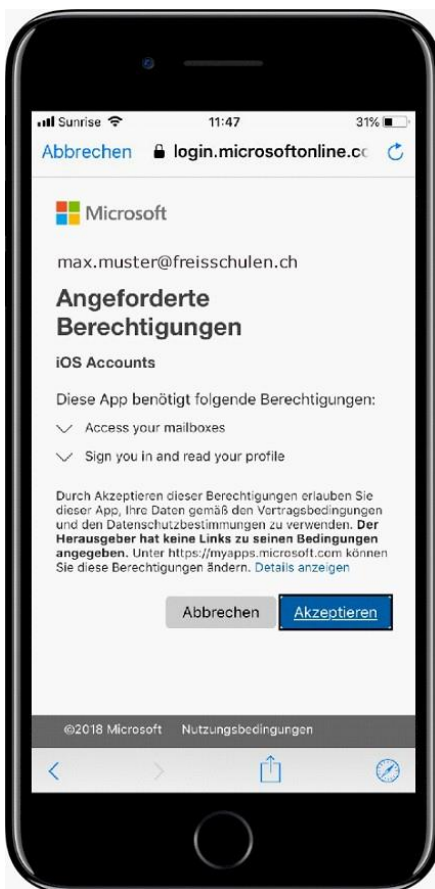 Sunrise 11:47 31%
Abbrechen login.microsoftonline.cc
Microsoft
max.muster@freisschulen.ch
Angeforderte
Berechtigungen
iOS Accounts
Diese App benötigt folgende Berechtigungen:
Access your mailboxes
Sign you in and read your profile
Durch Akzeptieren dieser Berechtigungen erlauben Sie
dieser App, Ihre Daten gemäß den Vertragsbedingungen
und den Datenschutzbestimmungen zu verwenden. Der
Herausgeber hat keine Links zu seinen Bedingungen
angegeben. Unter https://myapps.microsoft.com können
Sie diese Berechtigungen ändern. Details anzeigen
Abbrechen Akzeptieren
©2018 Microsoft Nutzungsbedingungen